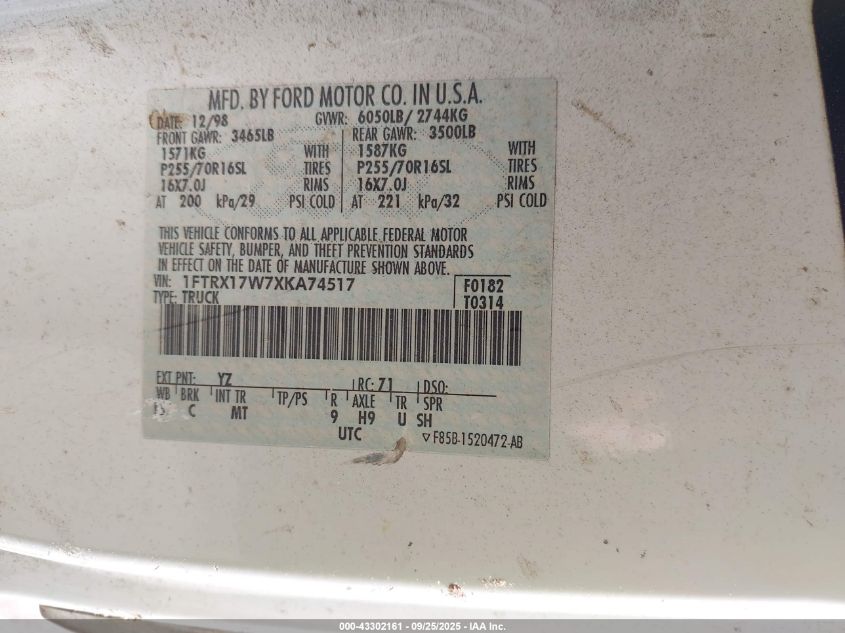 MFD. BY FORD MOTOR CO. IN U.S.A.
DATE: 12/98 GVWR: 6050LB/ 2744KG
FRONT GAWR: 3465LB REAR GAWR: 3500LB
1571KG WITH 1587KG WITH
P255/70R16SL TIRES P255/70R16SL TIRES
16X7.0J RIMS 16X7.0J RIMS
AT 200 kPa/29 PSI COLD AT 221 kPa/32 PSI COLD
THIS VEHICLE CONFORMS TO ALL APPLICABLE FEDERAL MOTOR
VEHICLE SAFETY, BUMPER, AND THEFT PREVENTION STANDARDS
IN EFFECT ON THE DATE OF MANUFACTURE SHOWN ABOVE.
VIN: 1FTRX17W7XKA74517 F0182
TYPE: TRUCK T0314
EXT PNT: YZ RC: 71 DSO:
WB BRK INT TR TP/PS R AXLE TR SPR
C MT 9 H9 U SH
UTC ▽F85B-1520472-AB
000-43302161 - 09/25/2025 - IAA Inc.